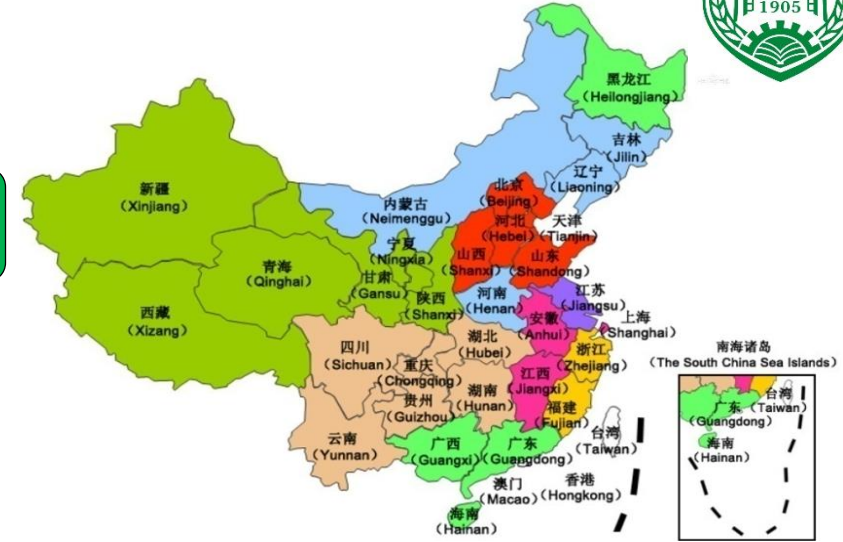 1905
黑龙江
(Heilongjiang)
吉林
(Jilin)
辽宁
(Liaoning)
新疆
(Xinjiang)
内蒙古
(Neimenggu)
北京
(Beijing)
河北
(Hebei)
天津
(Tianjin)
宁夏
(Ningxia)
山西
(Shanxi)
山东
(Shandong)
青海
(Qinghai)
甘肃
(Gansu)
陕西
(Shanxi)
河南
(Henan)
江苏
(Jiangsu)
西藏
(Xizang)
安徽
(Anhui)
上海
(Shanghai)
四川
(Sichuan)
重庆
(Chongqing)
湖北
(Hubei)
浙江
(Zhejiang)
江西
(Jiangxi)
贵州
(Guizhou)
湖南
(Hunan)
福建
(Fujian)
云南
(Yunnan)
广西
(Guangxi)
广东
(Guangdong)
台湾
(Taiwan)
澳门
(Macao)
香港
(Hongkong)
海南
(Hainan)
南海诸岛
(The South China Sea Islands)
台湾
(Taiwan)
广东
(Guangdong)
海南
(Hainan)